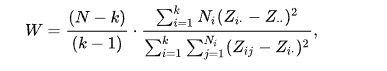 W = \frac{(N-k)}{(k-1)} \cdot \frac{\sum_{i=1}^{k} N_i (Z_{i\cdot} - Z_{\cdot\cdot})^2}{\sum_{i=1}^{k} \sum_{j=1}^{N_i} (Z_{ij} - Z_{i\cdot})^2},